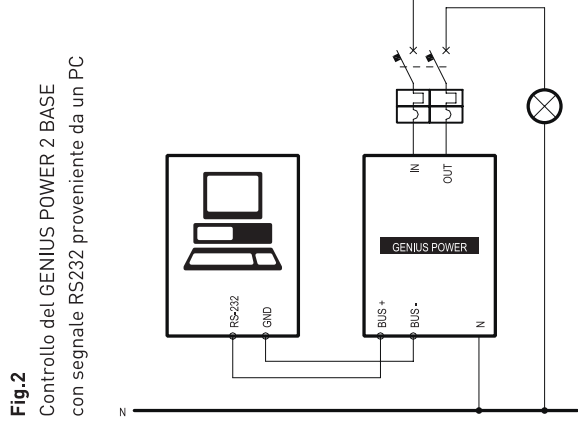 Fig.2
Controllo del GENIUS POWER 2 BASE
con segnale RS232 proveniente da un PC
IN
OUT
GENIUS POWER
RS-232
GND
BUS +
BUS -
N
N